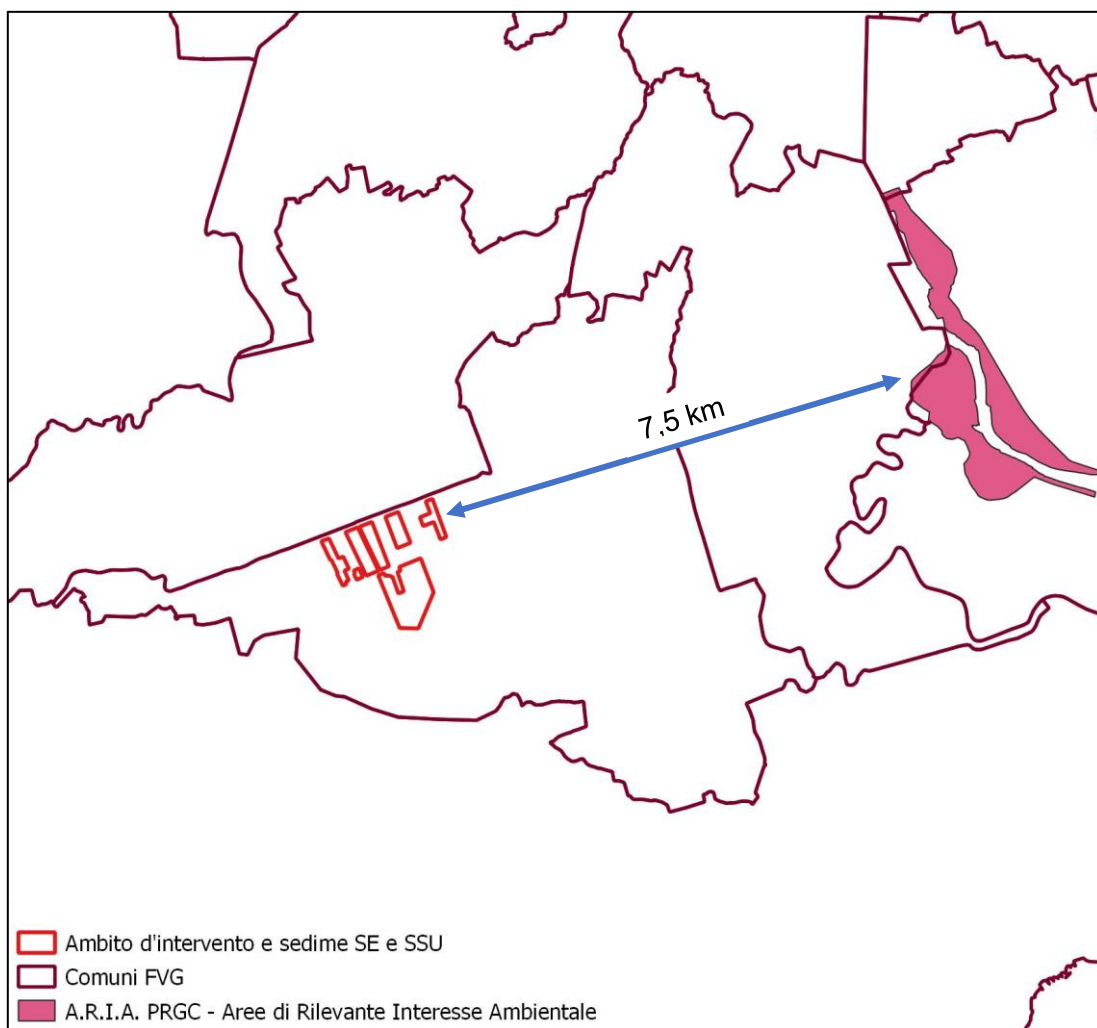 7,5 km
Ambito d'intervento e sedime SE e SSU
Comuni FVG
A.R.I.A. PRGC - Aree di Rilevante Interesse Ambientale